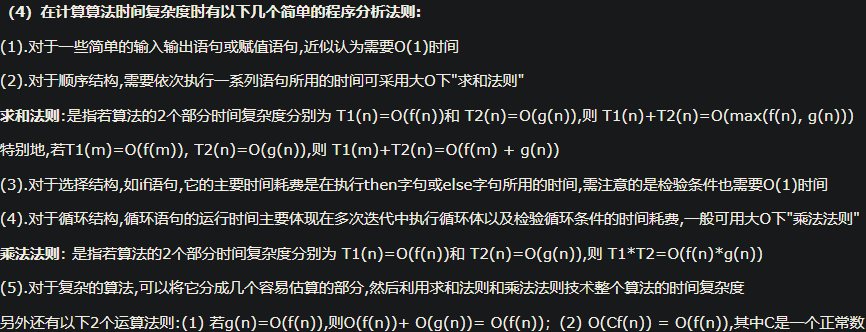 （4）在计算算法时间复杂度时有以下几个简单的程序分析法则:
(1).对于一些简单的输入输出语句或赋值语句,近似认为需要O(1)时间
(2).对于顺序结构,需要依次执行一系列语句所用的时间可采用大O下"求和法则"
求和法则:是指若算法的2个部分时间复杂度分别为 T1(n)=O(f(n))和 T2(n)=O(g(n)),则 T1(n)+T2(n)=O(max(f(n), g(n)))
特别地,若T1(m)=O(f(m)), T2(n)=O(g(n)),则 T1(m)+T2(n)=O(f(m) + g(n))
(3).对于选择结构,如if语句,它的主要时间耗费是在执行then字句或else字句所用的时间,需注意的是检验条件也需要O(1)时间
(4).对于循环结构,循环语句的运行时间主要体现在多次迭代中执行循环体以及检验循环条件的时间耗费,一般可用大O下"乘法法则"
乘法法则: 是指若算法的2个部分时间复杂度分别为 T1(n)=O(f(n))和 T2(n)=O(g(n)),则 T1*T2=O(f(n)*g(n))
(5).对于复杂的算法,可以将它分成几个容易估算的部分,然后利用求和法则和乘法法则技术整个算法的时间复杂度
另外还有以下2个运算法则:(1) 若g(n)=O(f(n)),则O(f(n))+ O(g(n))= O(f(n)); (2) O(Cf(n)) = O(f(n)),其中C是一个正常数